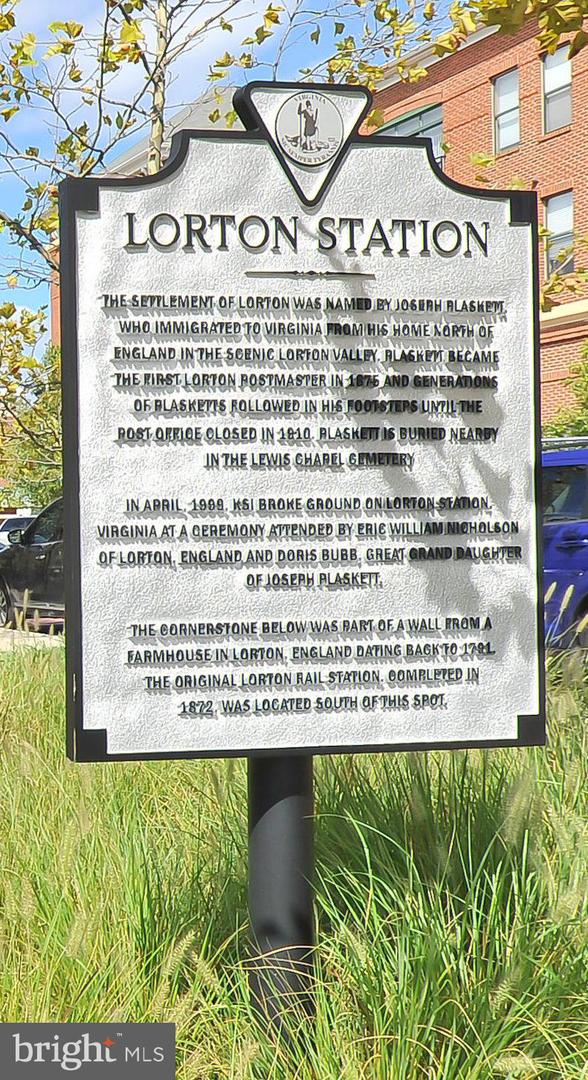 VIRGINIA
LORTON STATION
THE SETTLEMENT OF LORTON WAS NAMED BY JOSEPH PLASKETT,
WHO IMMIGRATED TO VIRGINIA FROM HIS HOME NORTH OF
ENGLAND IN THE SCENIC LORTON VALLEY. PLASKETT BECAME
THE FIRST LORTON POSTMASTER IN 1875 AND GENERATIONS
OF PLASKETTS FOLLOWED IN HIS FOOTSTEPS UNTIL THE
POST OFFICE CLOSED IN 1910. PLASKETT IS BURIED NEARBY
IN THE LEWIS CHAPEL CEMETERY
IN APRIL, 1999, KSI BROKE GROUND ON LORTON STATION,
VIRGINIA AT A CEREMONY ATTENDED BY ERIC WILLIAM NICHOLSON
OF LORTON, ENGLAND AND DORIS BUBB, GREAT GRAND DAUGHTER
OF JOSEPH PLASKETT.
THE CORNERSTONE BELOW WAS PART OF A WALL FROM A
FARMHOUSE IN LORTON, ENGLAND DATING BACK TO 1791.
THE ORIGINAL LORTON RAIL STATION, COMPLETED IN
1872, WAS LOCATED SOUTH OF THIS SPOT.
bright™ MLS